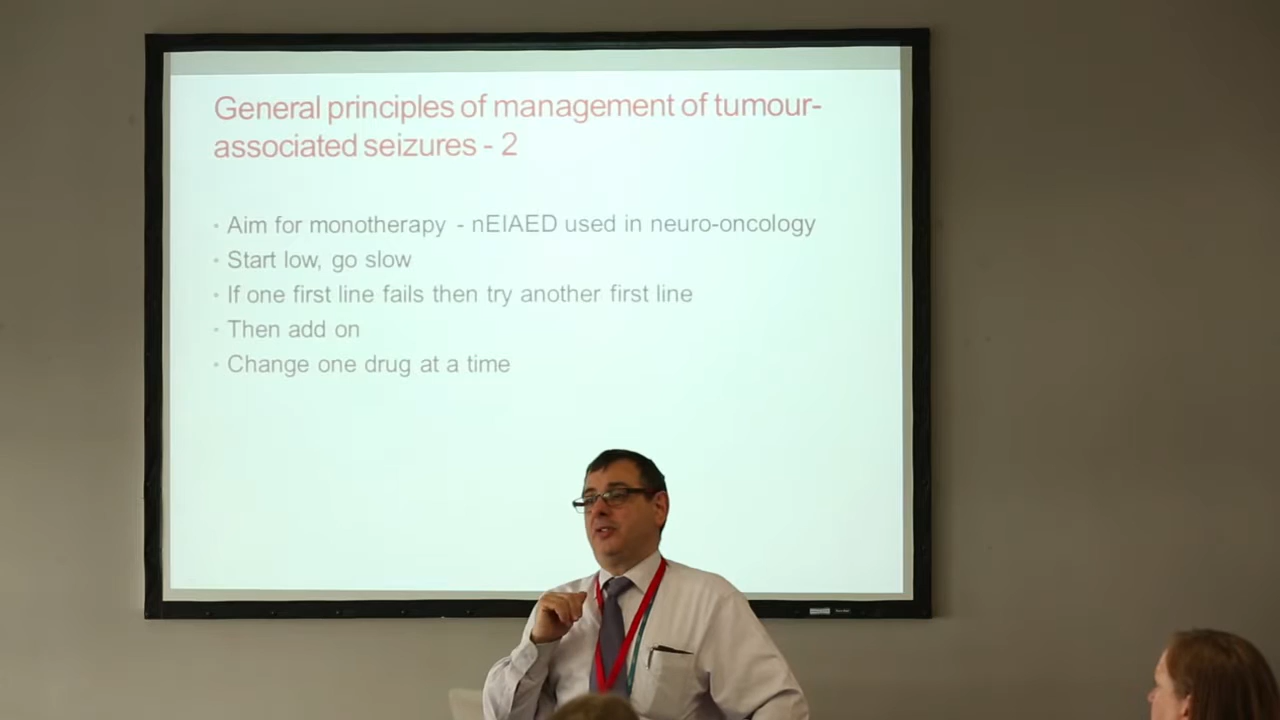 General principles of management of tumour-
associated seizures - 2
• Aim for monotherapy - nEIAED used in neuro-oncology
• Start low, go slow
• If one first line fails then try another first line
• Then add on
• Change one drug at a time